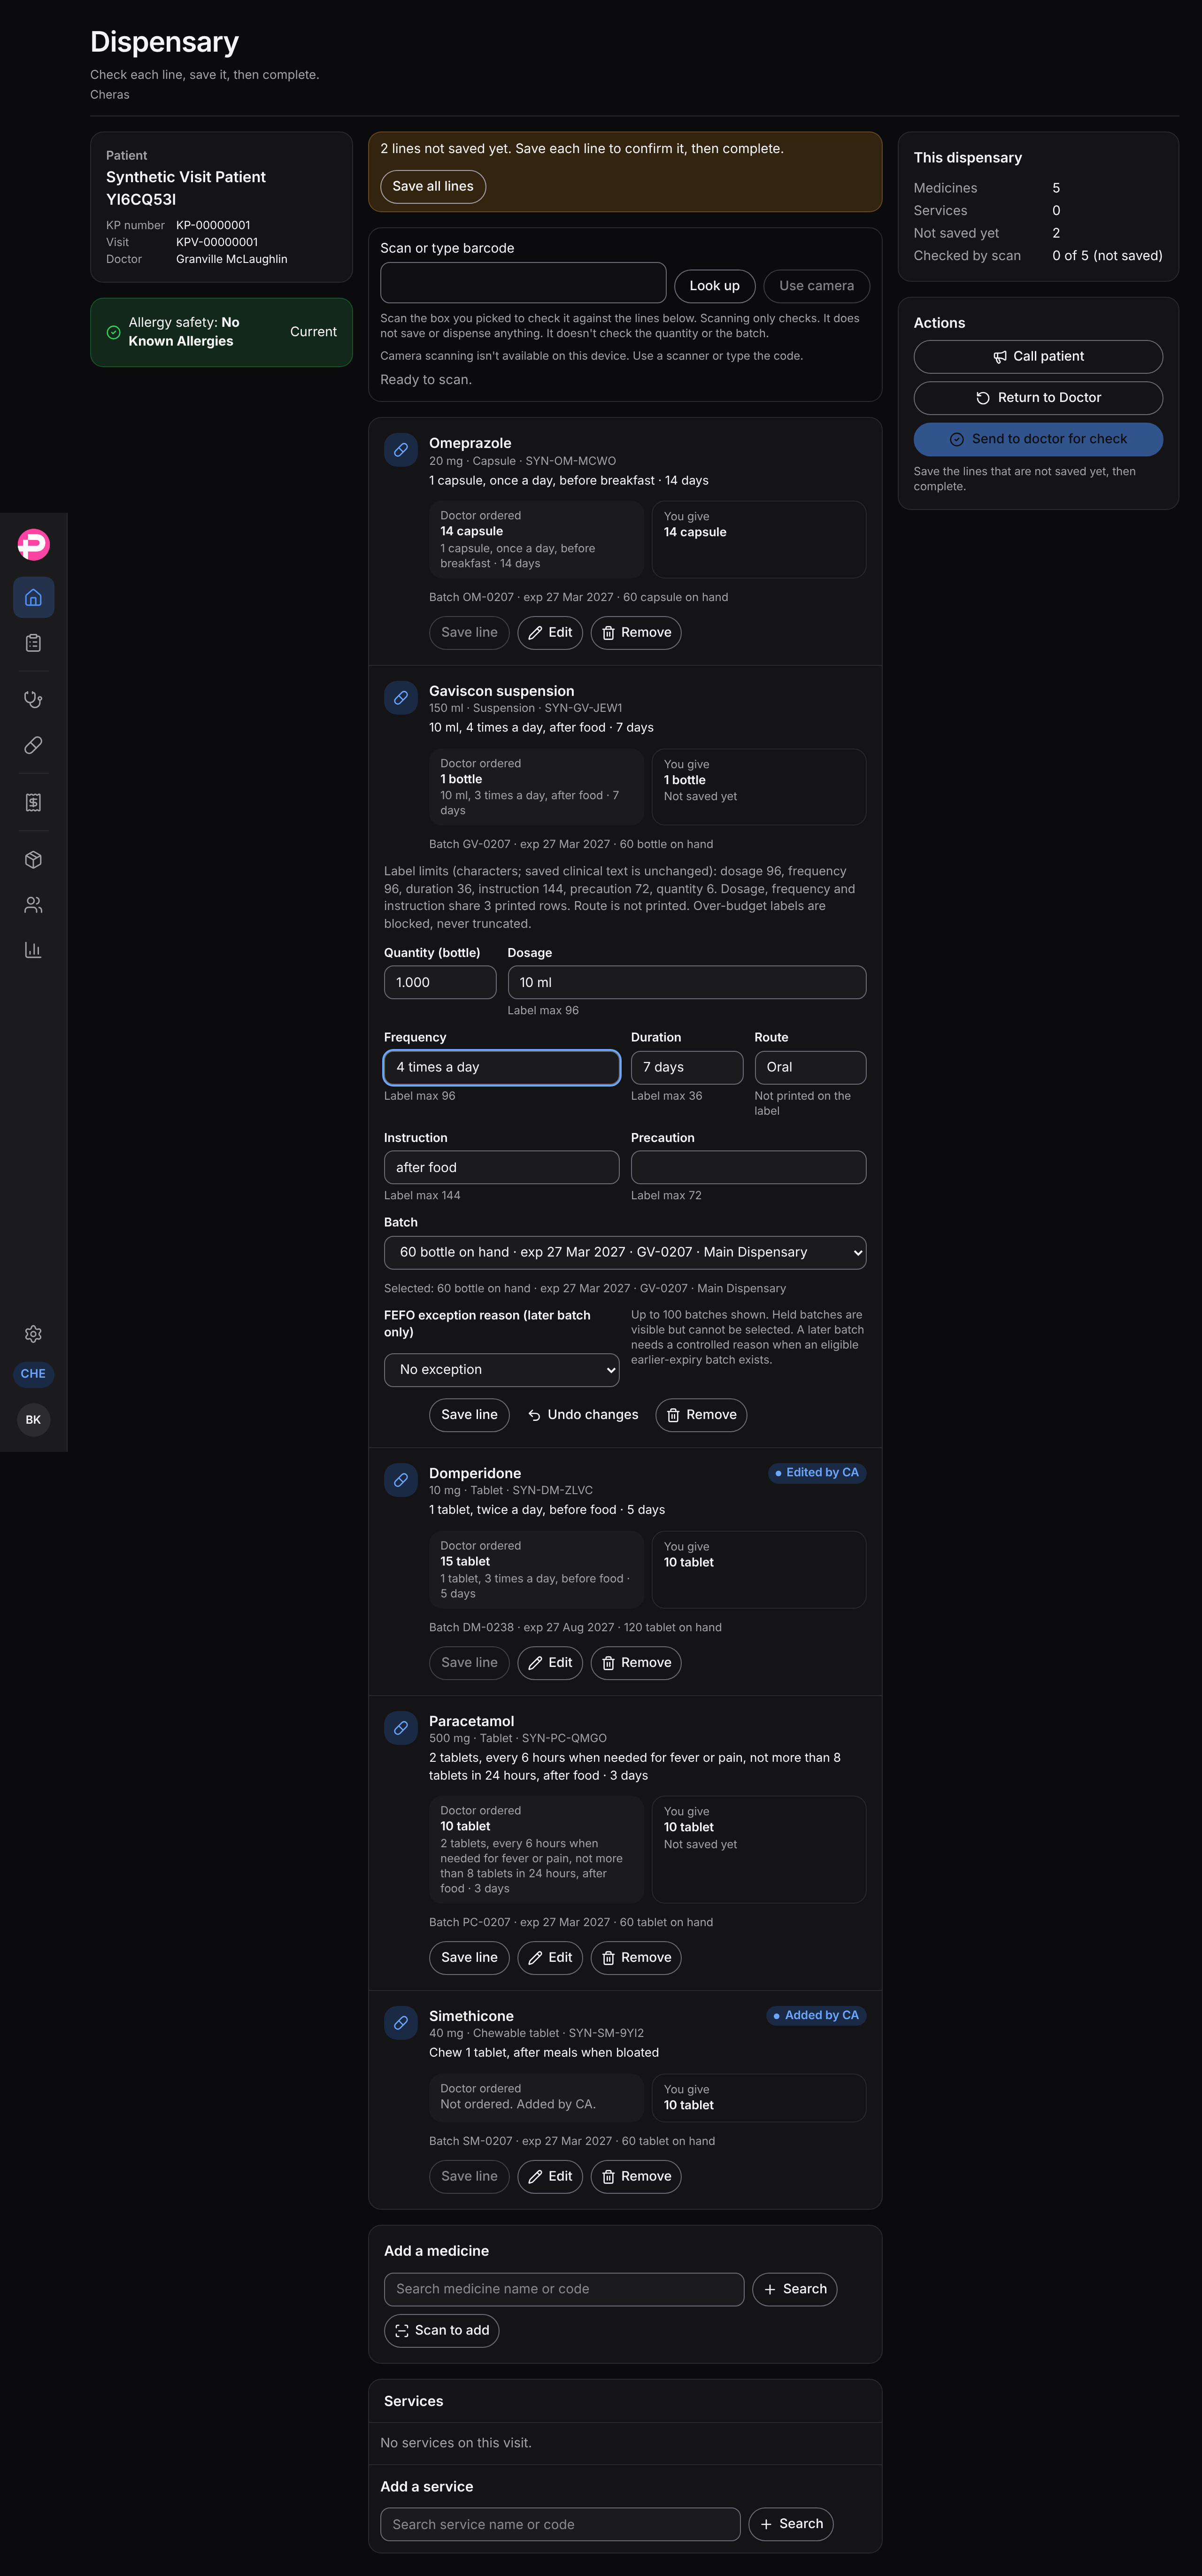 Dispensary
Check each line, save it, then complete.
Cheras
Patient
Synthetic Visit Patient
YI6CQ53I
KP number KP-00000001
Visit KPV-00000001
Doctor Granville McLaughlin
Allergy safety: No
Known Allergies
Current
CHE
BK
2 lines not saved yet. Save each line to confirm it, then complete.
Save all lines
Scan or type barcode
Look up
Use camera
Scan the box you picked to check it against the lines below. Scanning only checks. It does
not save or dispense anything. It doesn't check the quantity or the batch.
Camera scanning isn't available on this device. Use a scanner or type the code.
Ready to scan.
Omeprazole
20 mg · Capsule · SYN-OM-MCWO
1 capsule, once a day, before breakfast · 14 days
Doctor ordered
14 capsule
1 capsule, once a day, before
breakfast · 14 days
You give
14 capsule
Batch OM-0207 · exp 27 Mar 2027 · 60 capsule on hand
Save line
Edit
Remove
Gaviscon suspension
150 ml · Suspension · SYN-GV-JEW1
10 ml, 4 times a day, after food · 7 days
Doctor ordered
1 bottle
10 ml, 3 times a day, after food · 7
days
You give
1 bottle
Not saved yet
Batch GV-0207 · exp 27 Mar 2027 · 60 bottle on hand
Label limits (characters; saved clinical text is unchanged): dosage 96, frequency
96, duration 36, instruction 144, precaution 72, quantity 6. Dosage, frequency and
instruction share 3 printed rows. Route is not printed. Over-budget labels are
blocked, never truncated.
Quantity (bottle)
1.000
Dosage
10 ml
Label max 96
Frequency
4 times a day
Label max 96
Duration
7 days
Label max 36
Route
Oral
Not printed on the
label
Instruction
after food
Label max 144
Precaution
Label max 72
Batch
60 bottle on hand · exp 27 Mar 2027 · GV-0207 · Main Dispensary
Selected: 60 bottle on hand · exp 27 Mar 2027 · GV-0207 · Main Dispensary
FEFO exception reason (later batch
only)
No exception
Up to 100 batches shown. Held batches are
visible but cannot be selected. A later batch
needs a controlled reason when an eligible
earlier-expiry batch exists.
Save line
Undo changes
Remove
Domperidone
Edited by CA
10 mg · Tablet · SYN-DM-ZLVC
1 tablet, twice a day, before food · 5 days
Doctor ordered
15 tablet
1 tablet, 3 times a day, before food ·
5 days
You give
10 tablet
Batch DM-0238 · exp 27 Aug 2027 · 120 tablet on hand
Save line
Edit
Remove
Paracetamol
500 mg · Tablet · SYN-PC-QMGO
2 tablets, every 6 hours when needed for fever or pain, not more than 8
tablets in 24 hours, after food · 3 days
Doctor ordered
10 tablet
2 tablets, every 6 hours when
needed for fever or pain, not more
than 8 tablets in 24 hours, after
food · 3 days
You give
10 tablet
Not saved yet
Batch PC-0207 · exp 27 Mar 2027 · 60 tablet on hand
Save line
Edit
Remove
Simethicone
Added by CA
40 mg · Chewable tablet · SYN-SM-9YI2
Chew 1 tablet, after meals when bloated
Doctor ordered
Not ordered. Added by CA.
You give
10 tablet
Batch SM-0207 · exp 27 Mar 2027 · 60 tablet on hand
Save line
Edit
Remove
Add a medicine
Search medicine name or code
Search
Scan to add
Services
No services on this visit.
Add a service
Search service name or code
Search
This dispensary
Medicines 5
Services 0
Not saved yet 2
Checked by scan 0 of 5 (not saved)
Actions
Call patient
Return to Doctor
Send to doctor for check
Save the lines that are not saved yet, then
complete.